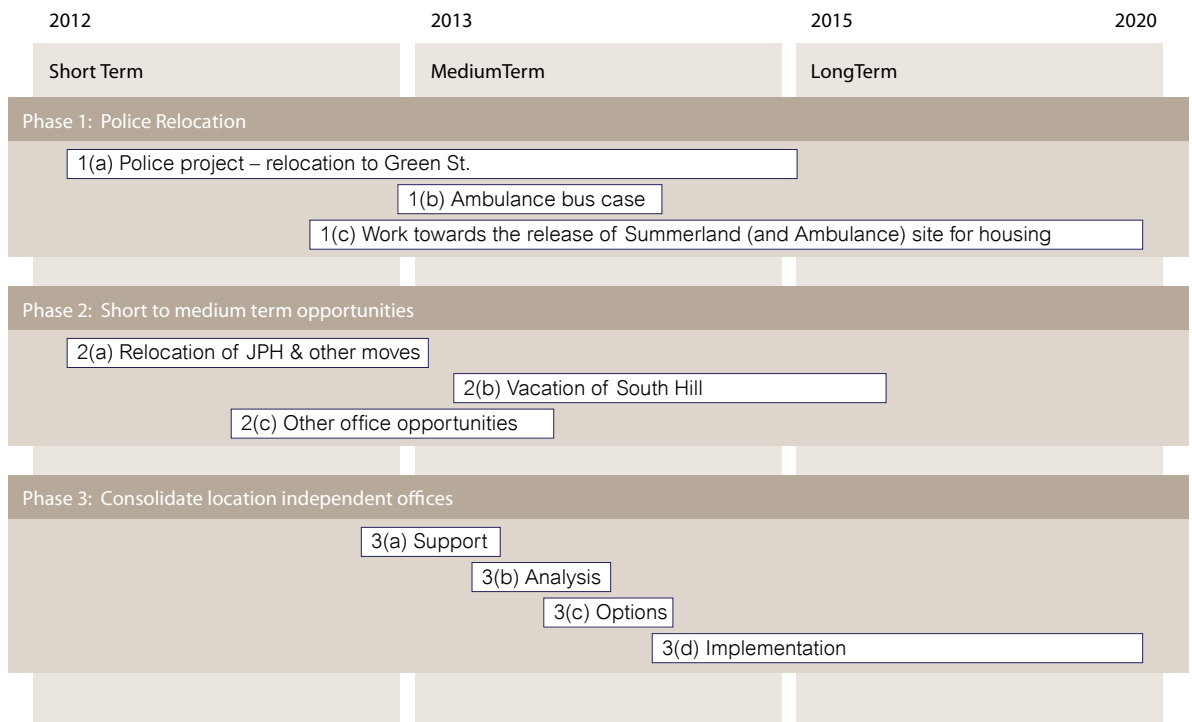 2012 2013 2015 2020
Short Term MediumTerm LongTerm
Phase 1: Police Relocation
1(a) Police project – relocation to Green St.
1(b) Ambulance bus case
1(c) Work towards the release of Summerland (and Ambulance) site for housing
Phase 2: Short to medium term opportunities
2(a) Relocation of JPH & other moves
2(b) Vacation of South Hill
2(c) Other office opportunities
Phase 3: Consolidate location independent offices
3(a) Support
3(b) Analysis
3(c) Options
3(d) Implementation